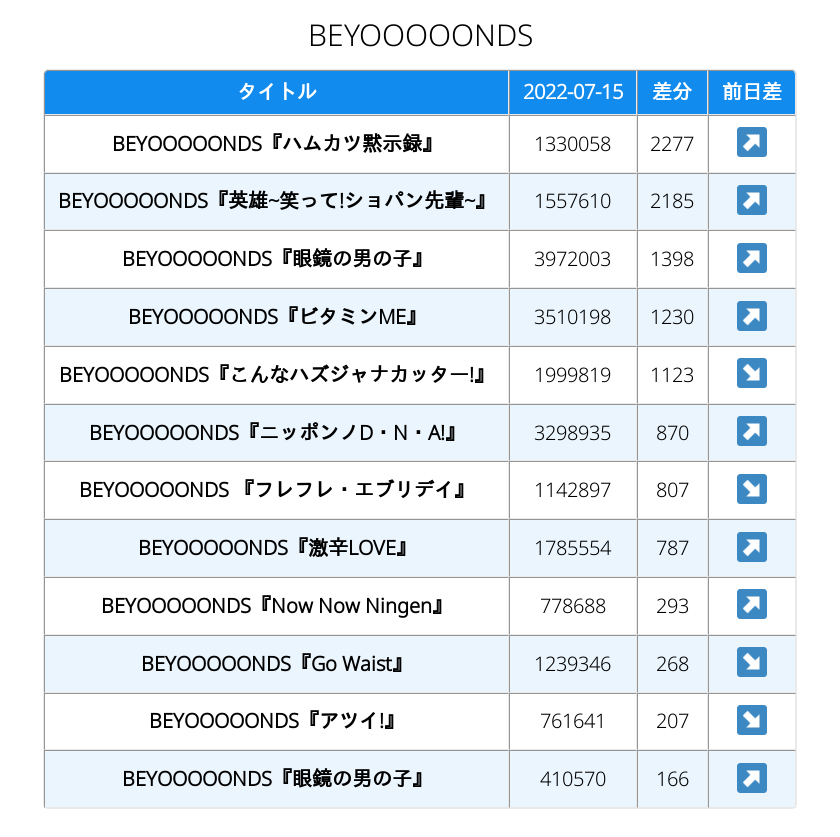 BEYOOOOONDS
タイトル 2022-07-15 差分 前日差
BEYOOOOONDS『ハムカツ黙示録』 1330058 2277 ↗
BEYOOOOONDS『英雄~笑って!ショパン先輩~』 1557610 2185 ↗
BEYOOOOONDS『眼鏡の男の子』 3972003 1398 ↗
BEYOOOOONDS『ビタミンME』 3510198 1230 ↗
BEYOOOOONDS『こんなハズジャナカッター!』 1999819 1123 ↘
BEYOOOOONDS『ニッポンノD・N・A!』 3298935 870 ↗
BEYOOOOONDS 『フレフレ・エブリデイ』 1142897 807 ↘
BEYOOOOONDS『激辛LOVE』 1785554 787 ↗
BEYOOOOONDS『Now Now Ningen』 778688 293 ↗
BEYOOOOONDS『Go Waist』 1239346 268 ↘
BEYOOOOONDS『アツイ!』 761641 207 ↘
BEYOOOOONDS『眼鏡の男の子』 410570 166 ↗